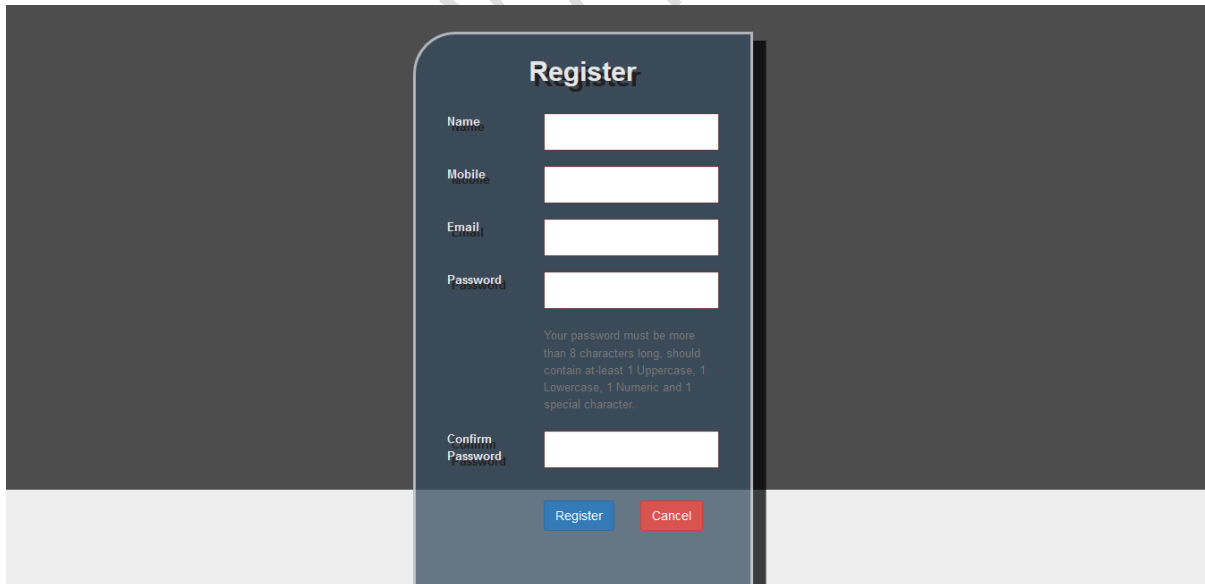 Register
Name
Mobile
Email
Password
Your password must be more
than 8 characters long, should
contain at-least 1 Uppercase, 1
Lowercase, 1 Numeric and 1
special character.
Confirm
Password
Register Cancel